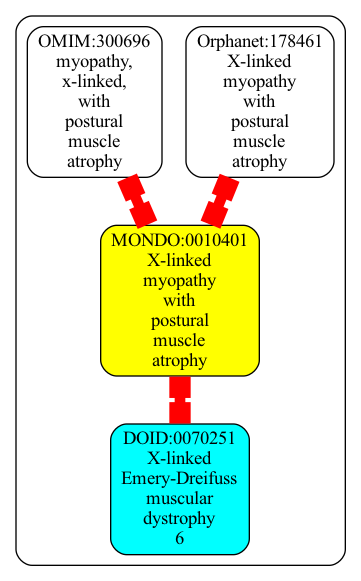 OMIM:300696
myopathy,
x-linked,
with
postural
muscle
atrophy
Orphanet:178461
X-linked
myopathy
with
postural
muscle
atrophy
MONDO:0010401
X-linked
myopathy
with
postural
muscle
atrophy
DOID:0070251
X-linked
Emery-Dreifuss
muscular
dystrophy
6